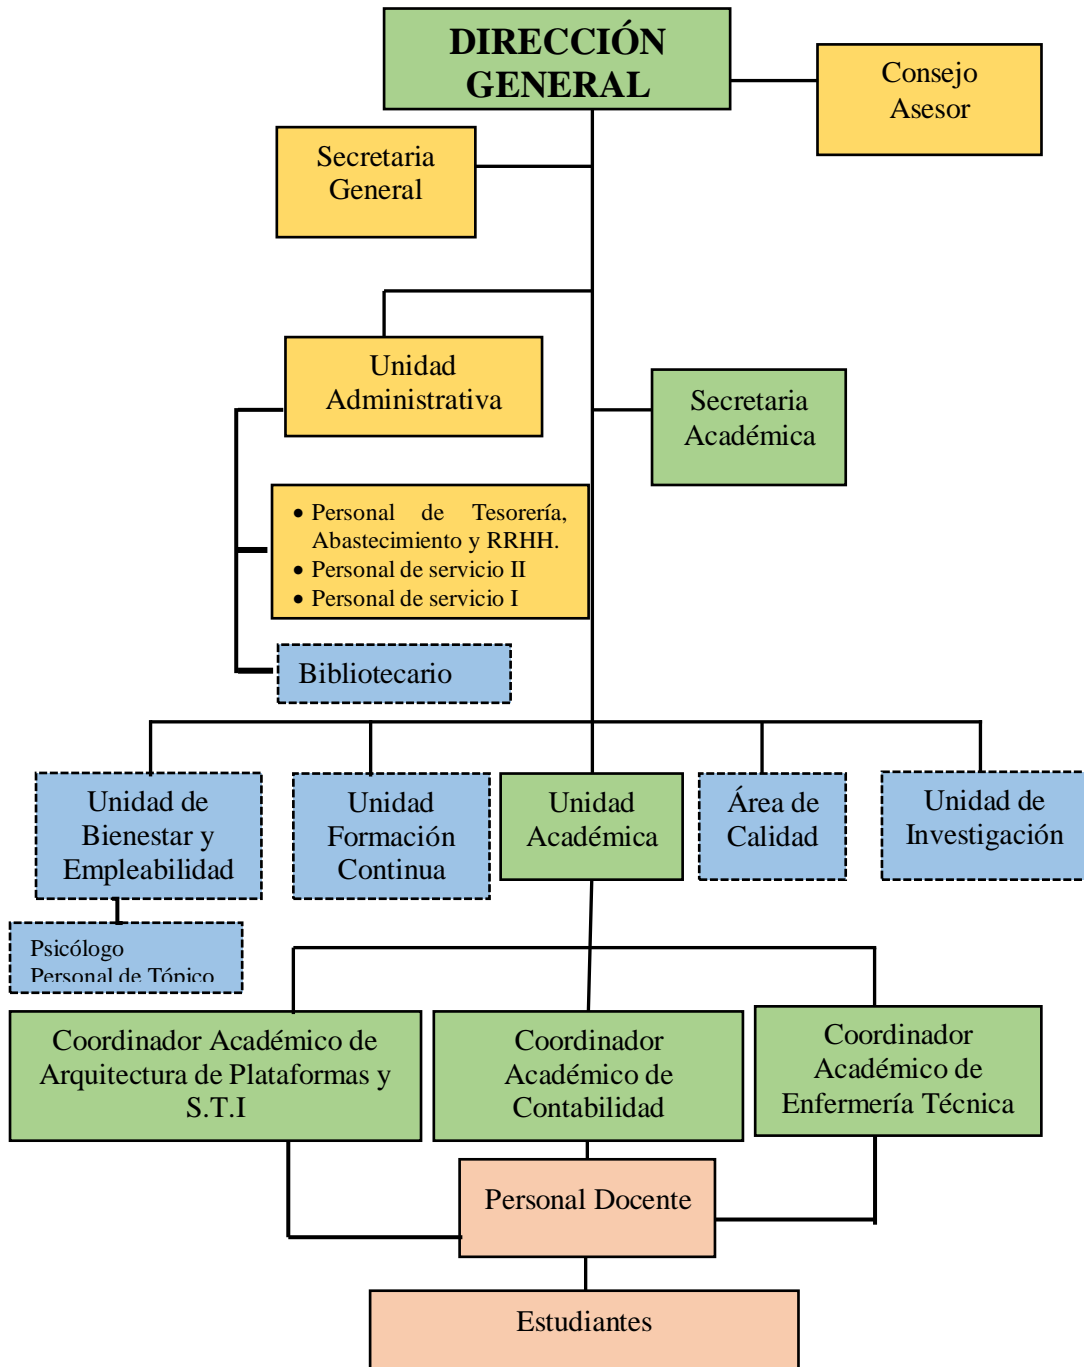 DIRECCIÓN
GENERAL
Consejo
Asesor
Secretaria
General
Unidad
Administrativa
Secretaria
Académica
• Personal de Tesorería,
Abastecimiento y RRHH.
• Personal de servicio II
• Personal de servicio I
Bibliotecario
Unidad de
Bienestar y
Empleabilidad
Unidad
Formación
Continua
Unidad
Académica
Área de
Calidad
Unidad de
Investigación
Psicólogo
Personal de Tópico
Coordinador Académico de
Arquitectura de Plataformas y
S.T.I
Coordinador
Académico de
Contabilidad
Coordinador
Académico de
Enfermería Técnica
Personal Docente
Estudiantes